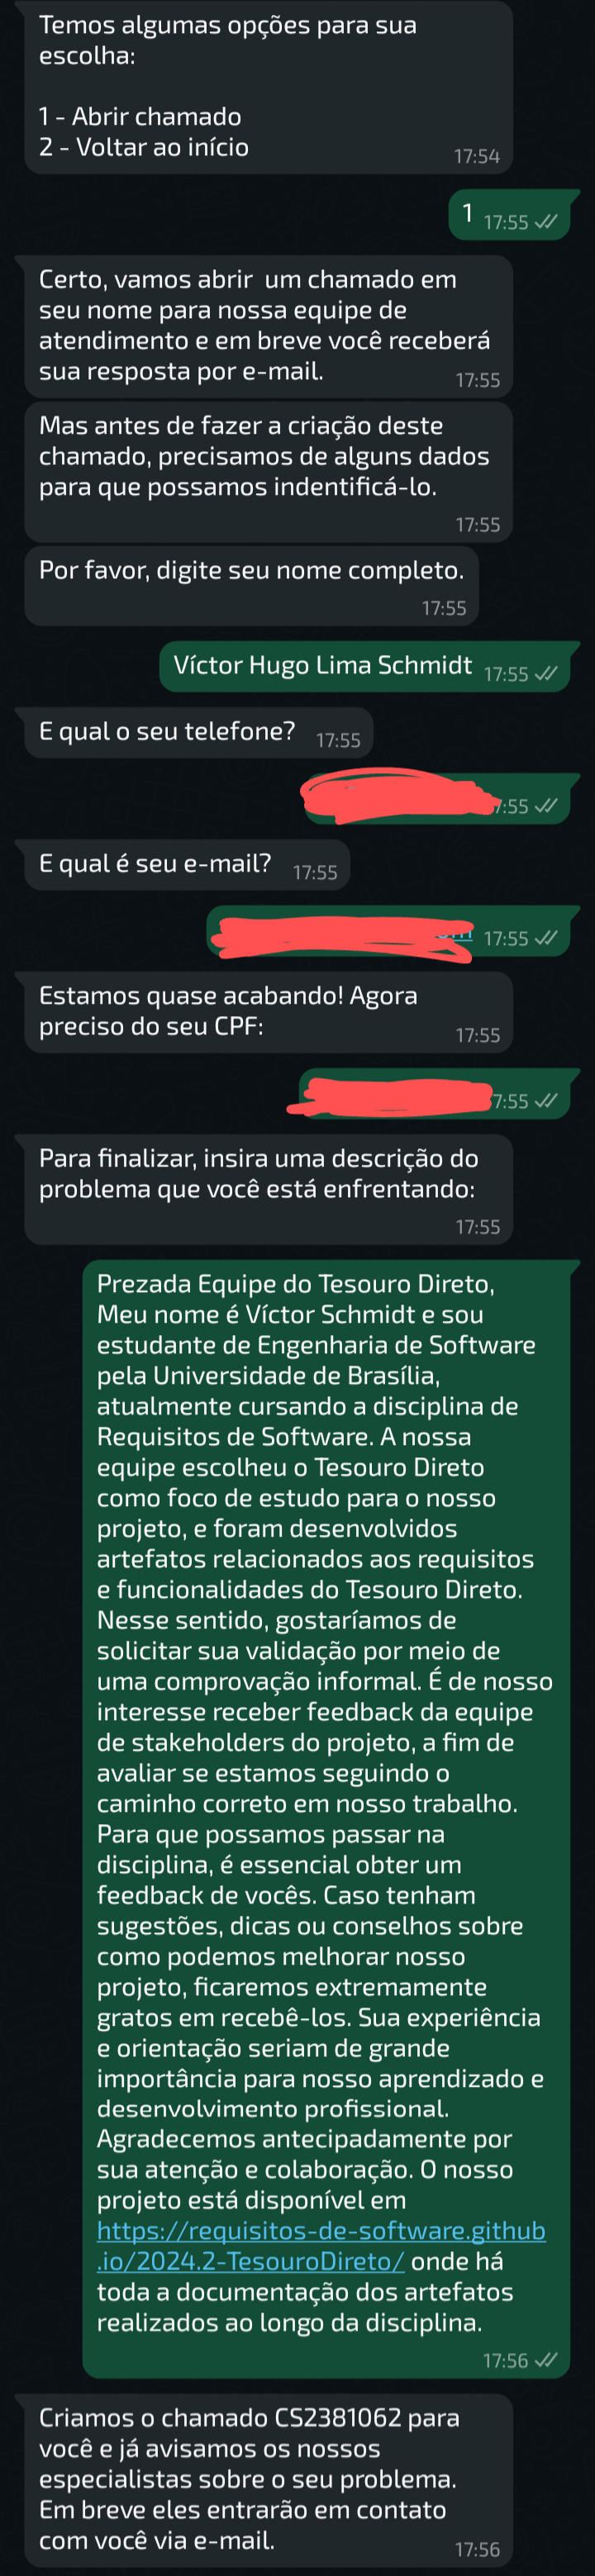 Temos algumas opções para sua
escolha:
1 - Abrir chamado
2 - Voltar ao início
17:54
1 17:55
Certo, vamos abrir um chamado em
seu nome para nossa equipe de
atendimento e em breve você receberá
sua resposta por e-mail.
17:55
Mas antes de fazer a criação deste
chamado, precisamos de alguns dados
para que possamos indentificá-lo.
17:55
Por favor, digite seu nome completo.
17:55
Víctor Hugo Lima Schmidt 17:55
E qual o seu telefone? 17:55
7:55
E qual é seu e-mail? 17:55
17:55
Estamos quase acabando! Agora
preciso do seu CPF:
17:55
7:55
Para finalizar, insira uma descrição do
problema que você está enfrentando:
17:55
Prezada Equipe do Tesouro Direto,
Meu nome é Víctor Schmidt e sou
estudante de Engenharia de Software
pela Universidade de Brasília,
atualmente cursando a disciplina de
Requisitos de Software. A nossa
equipe escolheu o Tesouro Direto
como foco de estudo para o nosso
projeto, e foram desenvolvidos
artefatos relacionados aos requisitos
e funcionalidades do Tesouro Direto.
Nesse sentido, gostaríamos de
solicitar sua validação por meio de
uma comprovação informal. É de nosso
interesse receber feedback da equipe
de stakeholders do projeto, a fim de
avaliar se estamos seguindo o
caminho correto em nosso trabalho.
Para que possamos passar na
disciplina, é essencial obter um
feedback de vocês. Caso tenham
sugestões, dicas ou conselhos sobre
como podemos melhorar nosso
projeto, ficaremos extremamente
gratos em recebê-los. Sua experiência
e orientação seriam de grande
importância para nosso aprendizado e
desenvolvimento profissional.
Agradecemos antecipadamente por
sua atenção e colaboração. O nosso
projeto está disponível em
https://requisitos-de-software.github
.io/2024.2-TesouroDireto/ onde há
toda a documentação dos artefatos
realizados ao longo da disciplina.
17:56
Criamos o chamado CS2381062 para
você e já avisamos os nossos
especialistas sobre o seu problema.
Em breve eles entrarão em contato
com você via e-mail.
17:56